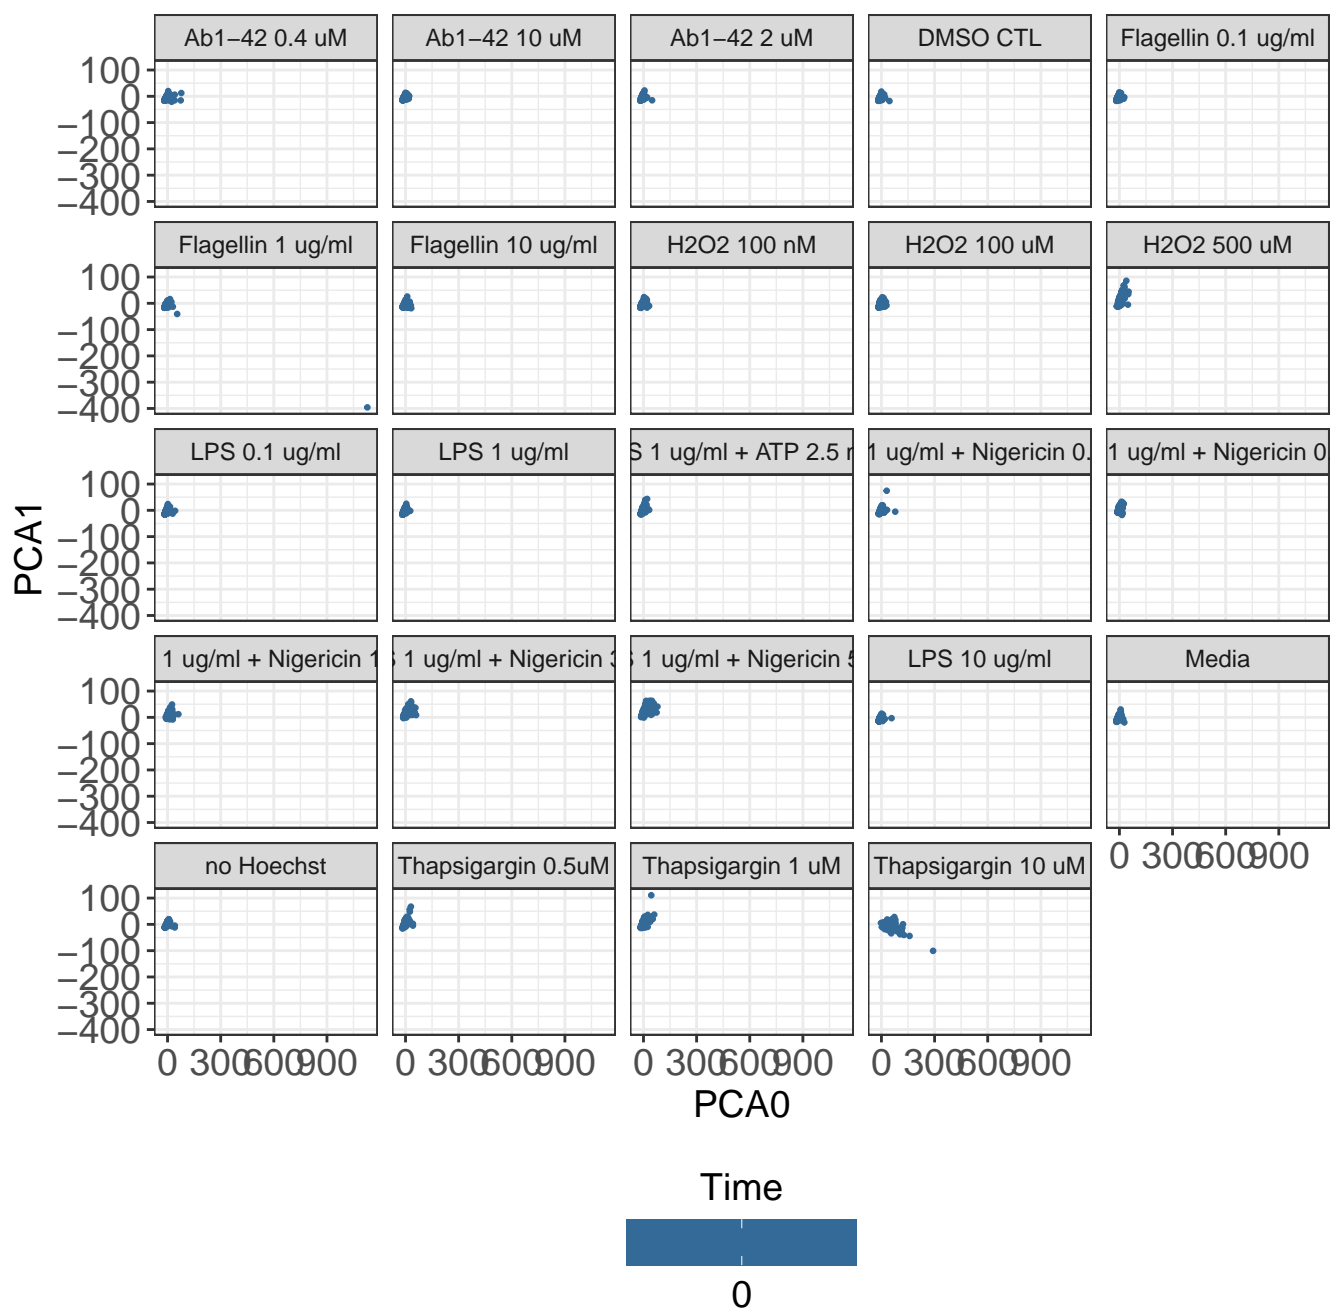 Ab1−42 0.4 uM
Ab1−42 10 uM
Ab1−42 2 uM
DMSO CTL
Flagellin 0.1 ug/ml
100
0
−100
−200
−300
−400
Flagellin 1 ug/ml
Flagellin 10 ug/ml
H2O2 100 nM
H2O2 100 uM
H2O2 500 uM
100
0
−100
−200
−300
−400
LPS 0.1 ug/ml
LPS 1 ug/ml
S 1 ug/ml + ATP 2.5
1 ug/ml + Nigericin 0.
1 ug/ml + Nigericin 0
100
0
−100
−200
−300
−400
1 ug/ml + Nigericin 1
1 ug/ml + Nigericin 3
1 ug/ml + Nigericin 5
LPS 10 ug/ml
Media
100
0
−100
−200
−300
−400
0 300 600 900
no Hoechst
Thapsigargin 0.5uM
Thapsigargin 1 uM
Thapsigargin 10 uM
100
0
−100
−200
−300
−400
0 300 600 900
0 300 600 900
0 300 600 900
0 300 600 900
PCA1
PCA0
Time
0